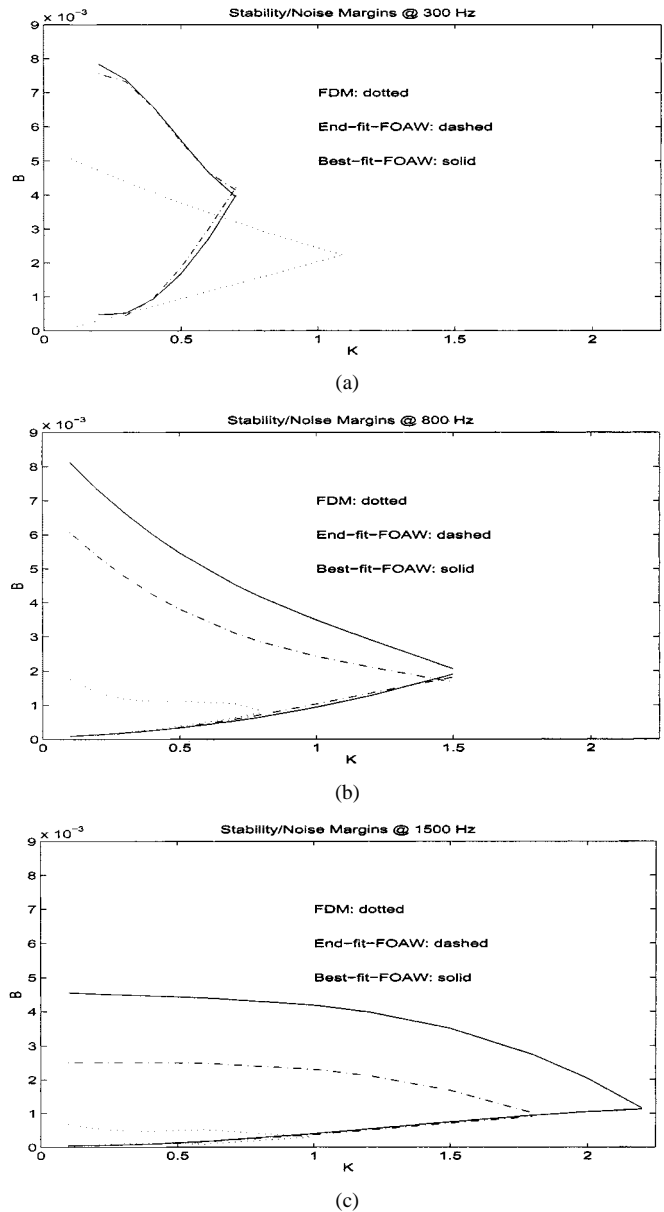 Stability/Noise Margins @ 300 Hz
× 10⁻³
9
8
7
6
5
4
3
2
1
0
B
FDM: dotted
End-fit-FOAW: dashed
Best-fit-FOAW: solid
0 0.5 1 1.5 2
K
(a)
Stability/Noise Margins @ 800 Hz
× 10⁻³
9
8
7
6
5
4
3
2
1
0
B
FDM: dotted
End-fit-FOAW: dashed
Best-fit-FOAW: solid
0 0.5 1 1.5 2
K
(b)
Stability/Noise Margins @ 1500 Hz
× 10⁻³
9
8
7
6
5
4
3
2
1
0
B
FDM: dotted
End-fit-FOAW: dashed
Best-fit-FOAW: solid
0 0.5 1 1.5 2
K
(c)